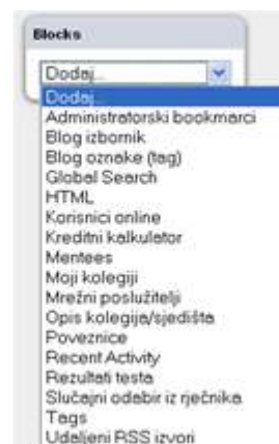 Blocks
Dodaj...
Dodaj...
Administratorski bookmarci
Blog izbornik
Blog oznake (tag)
Global Search
HTML
Korisnici online
Kreditni kalkulator
Mentees
Moji kolegiji
Mrežni poslužitelji
Opis kolegija/sjedišta
Poveznice
Recent Activity
Rezultati testa
Slučajni odabir iz rječnika
Tags
Udaljeni RSS izvori